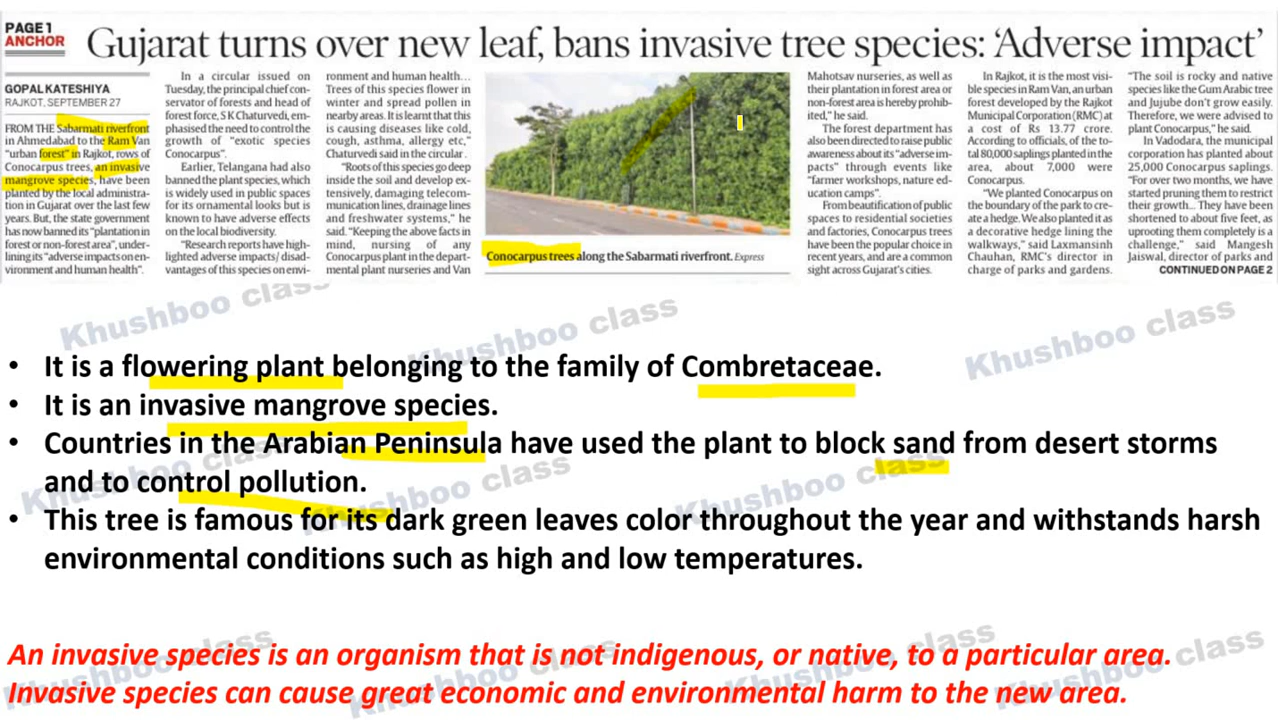 PAGE 1
ANCHOR
Gujarat turns over new leaf, bans invasive tree species: ‘Adverse impact’
GOPAL KATESHIYA
RAJKOT, SEPTEMBER 27
FROM THE Sabarmati riverfront
in Ahmedabad to the Ram Van
“urban forest” in Rajkot, rows of
Conocarpus trees, an invasive
mangrove species, have been
planted by the local administra-
tion in Gujarat over the last few
years. But, the state government
has now banned its “plantation in
forest or non-forest area”, under-
lining its “adverse impacts on en-
vironment and human health”.
In a circular issued on
Tuesday, the principal chief con-
servator of forests and head of
forest force, S K Chaturvedi, em-
phasised the need to control the
growth of “exotic species
Conocarpus”.
Earlier, Telangana had also
banned the plant species, which
is widely used in public spaces
for its ornamental looks but is
known to have adverse effects
on the local biodiversity.
“Research reports have high-
lighted adverse impacts/ disad-
vantages of this species on envi-
ronment and human health...
Trees of this species flower in
winter and spread pollen in
nearby areas. It is learnt that this
is causing diseases like cold,
cough, asthma, allergy etc,”
Chaturvedi said in the circular.
“Roots of this species go deep
inside the soil and develop ex-
tensively, damaging telecom-
munication lines, drainage lines
and freshwater systems,” he
said. “Keeping the above facts in
mind, nursing of any
Conocarpus plant in the depart-
mental plant nurseries and Van
Conocarpus trees along the Sabarmati riverfront. Express
Mahotsav nurseries, as well as
their plantation in forest area or
non-forest area is hereby prohib-
ited,” he said.
The forest department has
also been directed to raise public
awareness about its “adverse im-
pacts” through events like
“farmer workshops, nature ed-
ucation camps”.
From beautification of public
spaces to residential societies
and factories, Conocarpus trees
have been the popular choice in
recent years, and are a common
sight across Gujarat’s cities.
In Rajkot, it is the most visi-
ble species in Ram Van, an urban
forest developed by the Rajkot
Municipal Corporation (RMC) at
a cost of Rs 13.77 crore.
According to officials, of the to-
tal 80,000 saplings planted in the
area, about 7,000 were
Conocarpus.
“We planted Conocarpus on
the boundary of the park to cre-
ate a hedge. We also planted it as
a decorative hedge lining the
walkways,” said Laxmansinh
Chauhan, RMC’s director in
charge of parks and gardens.
“The soil is rocky and native
species like the Gum Arabic tree
and Jujube don’t grow easily.
Therefore, we were advised to
plant Conocarpus,” he said.
In Vadodara, the municipal
corporation has planted about
25,000 Conocarpus saplings.
“For over two months, we have
started pruning them to restrict
their growth... They have been
shortened to about five feet, as
uprooting them completely is a
challenge,” said Mangesh
Jaiswal, director of parks and
CONTINUED ON PAGE 2
Khushboo class
Khushboo class
Khushboo class
• It is a flowering plant belonging to the family of Combretaceae.
• It is an invasive mangrove species.
• Countries in the Arabian Peninsula have used the plant to block sand from desert storms
and to control pollution.
Khushboo class
Khushboo class
Khushboo class
• This tree is famous for its dark green leaves color throughout the year and withstands harsh
environmental conditions such as high and low temperatures.
An invasive species is an organism that is not indigenous, or native, to a particular area.
Invasive species can cause great economic and environmental harm to the new area.
Khushboo class
Khushboo class
Khushboo class
Khushboo class